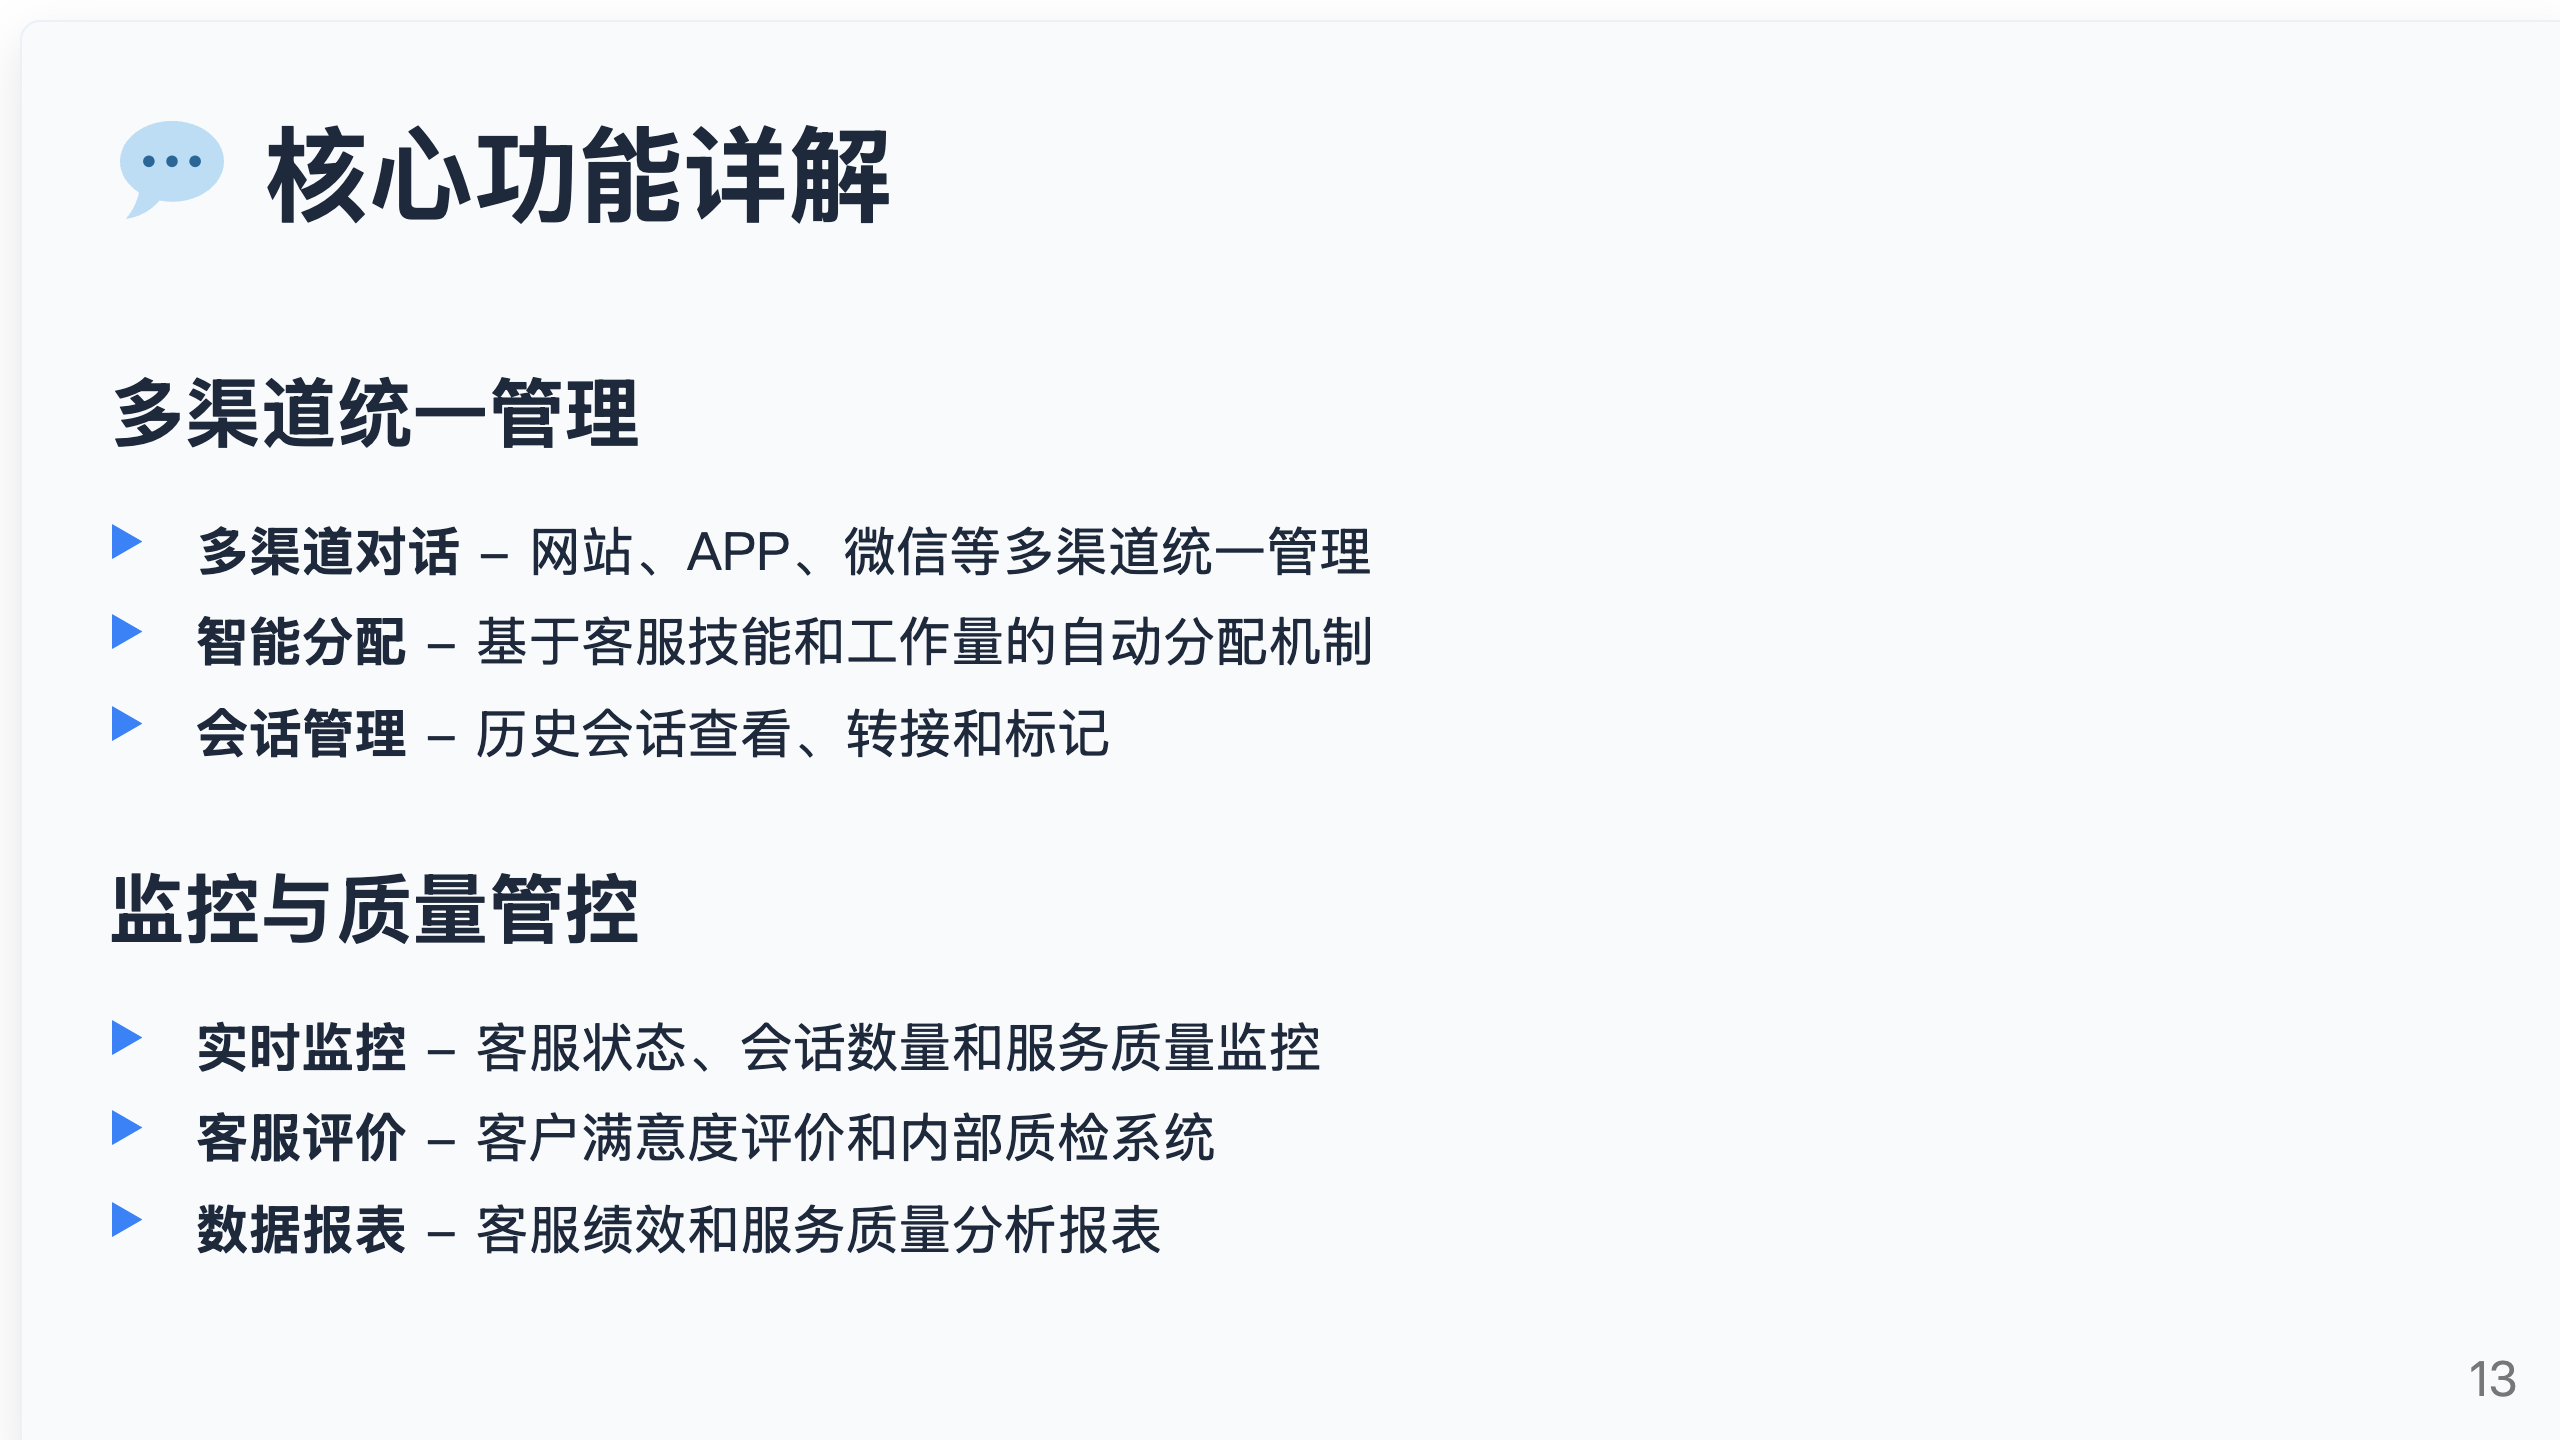 核心功能详解
多渠道统一管理
多渠道对话 – 网站、APP、微信等多渠道统一管理
智能分配 – 基于客服技能和工作量的自动分配机制
会话管理 – 历史会话查看、转接和标记
监控与质量管控
实时监控 – 客服状态、会话数量和服务质量监控
客服评价 – 客户满意度评价和内部质检系统
数据报表 – 客服绩效和服务质量分析报表
13